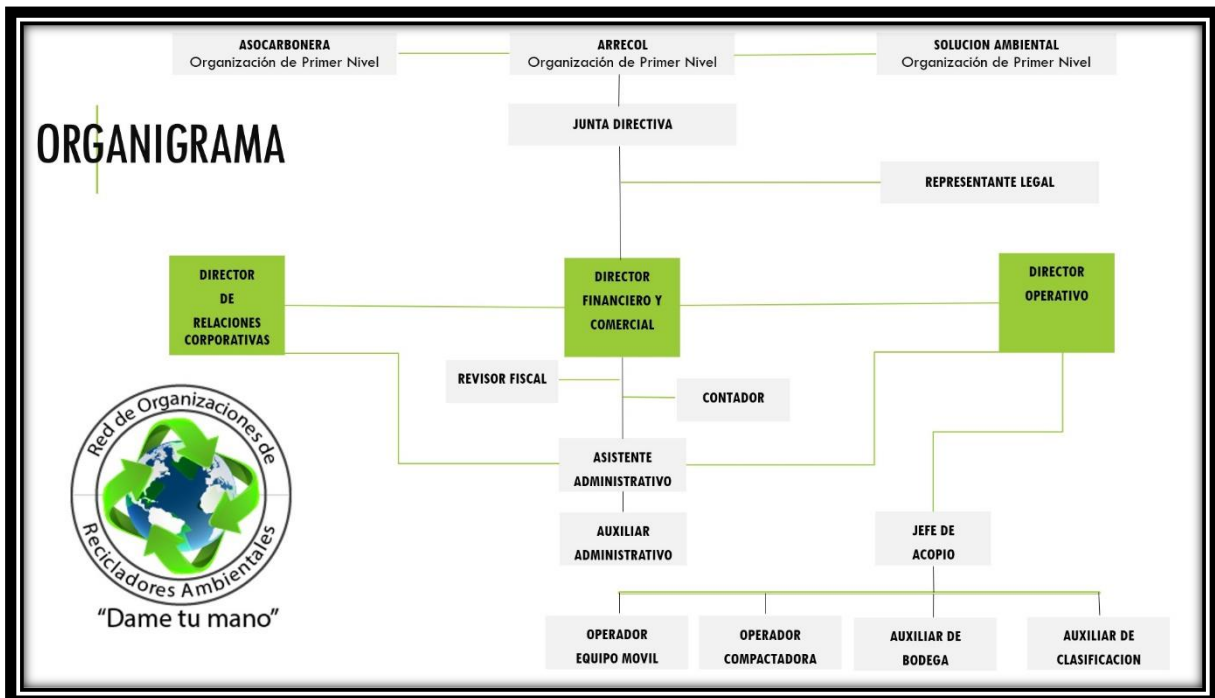 ASOCARBONERA
Organización de Primer Nivel
ARRECOL
Organización de Primer Nivel
SOLUCION AMBIENTAL
Organización de Primer Nivel
JUNTA DIRECTIVA
ORGANIGRAMA
REPRESENTANTE LEGAL
DIRECTOR
DE
RELACIONES
CORPORATIVAS
DIRECTOR
FINANCIERO Y
COMERCIAL
DIRECTOR
OPERATIVO
REVISOR FISCAL
CONTADOR
ASISTENTE
ADMINISTRATIVO
AUXILIAR
ADMINISTRATIVO
JEFE DE
ACOPIO
Red de Organizaciones de
Recicladores Ambientales
"Dame tu mano"
OPERADOR
EQUIPO MOVIL
OPERADOR
COMPACTADORA
AUXILIAR DE
BODEGA
AUXILIAR DE
CLASIFICACION